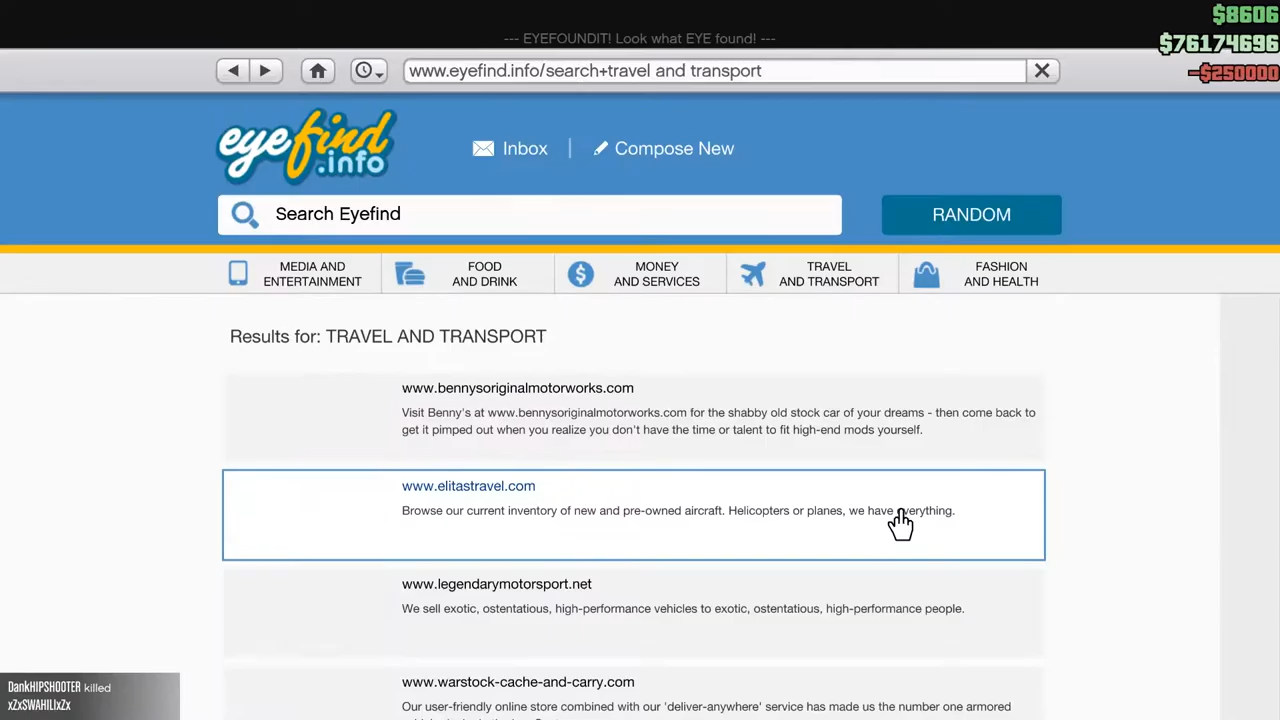 $8606
--- EYEFOUNDIT! Look what EYE found! ---
$76174696
www.eyefind.info/search+travel and transport
-$250000
eyefind
.info
Inbox
Compose New
Search Eyefind
RANDOM
MEDIA AND
ENTERTAINMENT
FOOD
AND DRINK
MONEY
AND SERVICES
TRAVEL
AND TRANSPORT
FASHION
AND HEALTH
Results for: TRAVEL AND TRANSPORT
www.bennysoriginalmotorworks.com
Visit Benny's at www.bennysoriginalmotorworks.com for the shabby old stock car of your dreams - then come back to
get it pimped out when you realize you don't have the time or talent to fit high-end mods yourself.
www.elitastravel.com
Browse our current inventory of new and pre-owned aircraft. Helicopters or planes, we have everything.
www.legendarymotorsport.net
We sell exotic, ostentatious, high-performance vehicles to exotic, ostentatious, high-performance people.
www.warstock-cache-and-carry.com
Our user-friendly online store combined with our 'deliver-anywhere' service has made us the number one armored
DankHIPSHOOTER killed
xZxSWAHILIxZx